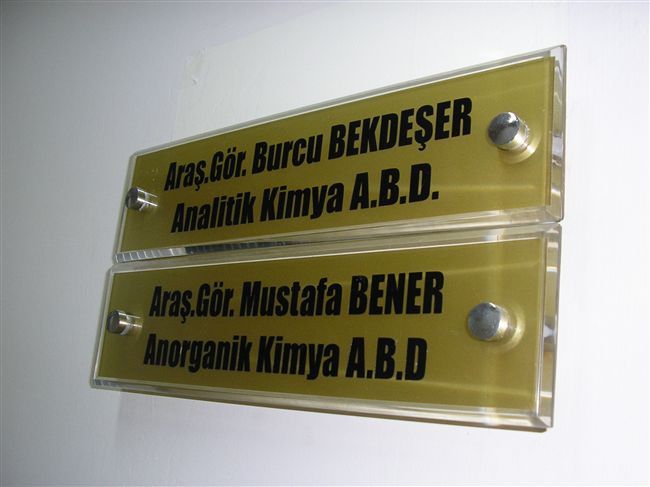 Araş.Gör. Burcu BEKDEŞER
Analitik Kimya A.B.D.
Araş.Gör. Mustafa BENER
Anorganik Kimya A.B.D